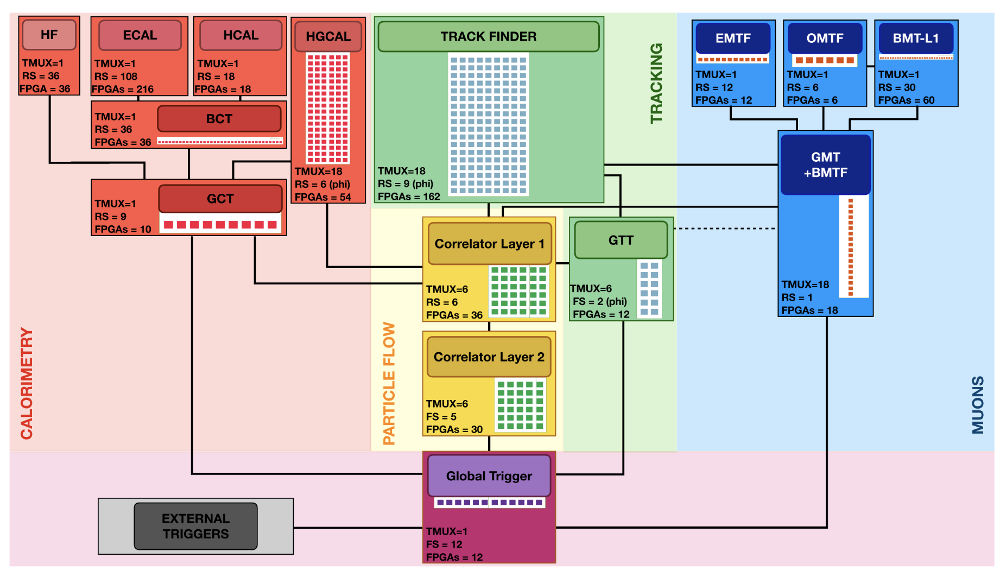 HF
TMUX=1
RS = 36
FPGA = 36
ECAL
TMUX=1
RS = 108
FPGAs = 216
HCAL
TMUX=1
RS = 18
FPGAs = 18
HGCAL
TMUX=18
RS = 6 (phi)
FPGAs = 54
BCT
TMUX=1
RS = 36
FPGAs = 36
GCT
TMUX=1
RS = 9
FPGAs = 10
CALORIMETRY
TRACK FINDER
TMUX=18
RS = 9 (phi)
FPGAs = 162
TRACKING
Correlator Layer 1
TMUX=6
RS = 6
FPGAs = 36
GTT
TMUX=6
FS = 2 (phi)
FPGAs = 12
Correlator Layer 2
TMUX=6
FS = 5
FPGAs = 30
PARTICLE FLOW
EMTF
TMUX=1
RS = 12
FPGAs = 12
OMTF
TMUX=1
RS = 6
FPGAs = 6
BMT-L1
TMUX=1
RS = 30
FPGAs = 60
GMT
+BMTF
TMUX=18
RS = 1
FPGAs = 18
MUONS
Global Trigger
TMUX=1
FS = 12
FPGAs = 12
EXTERNAL
TRIGGERS